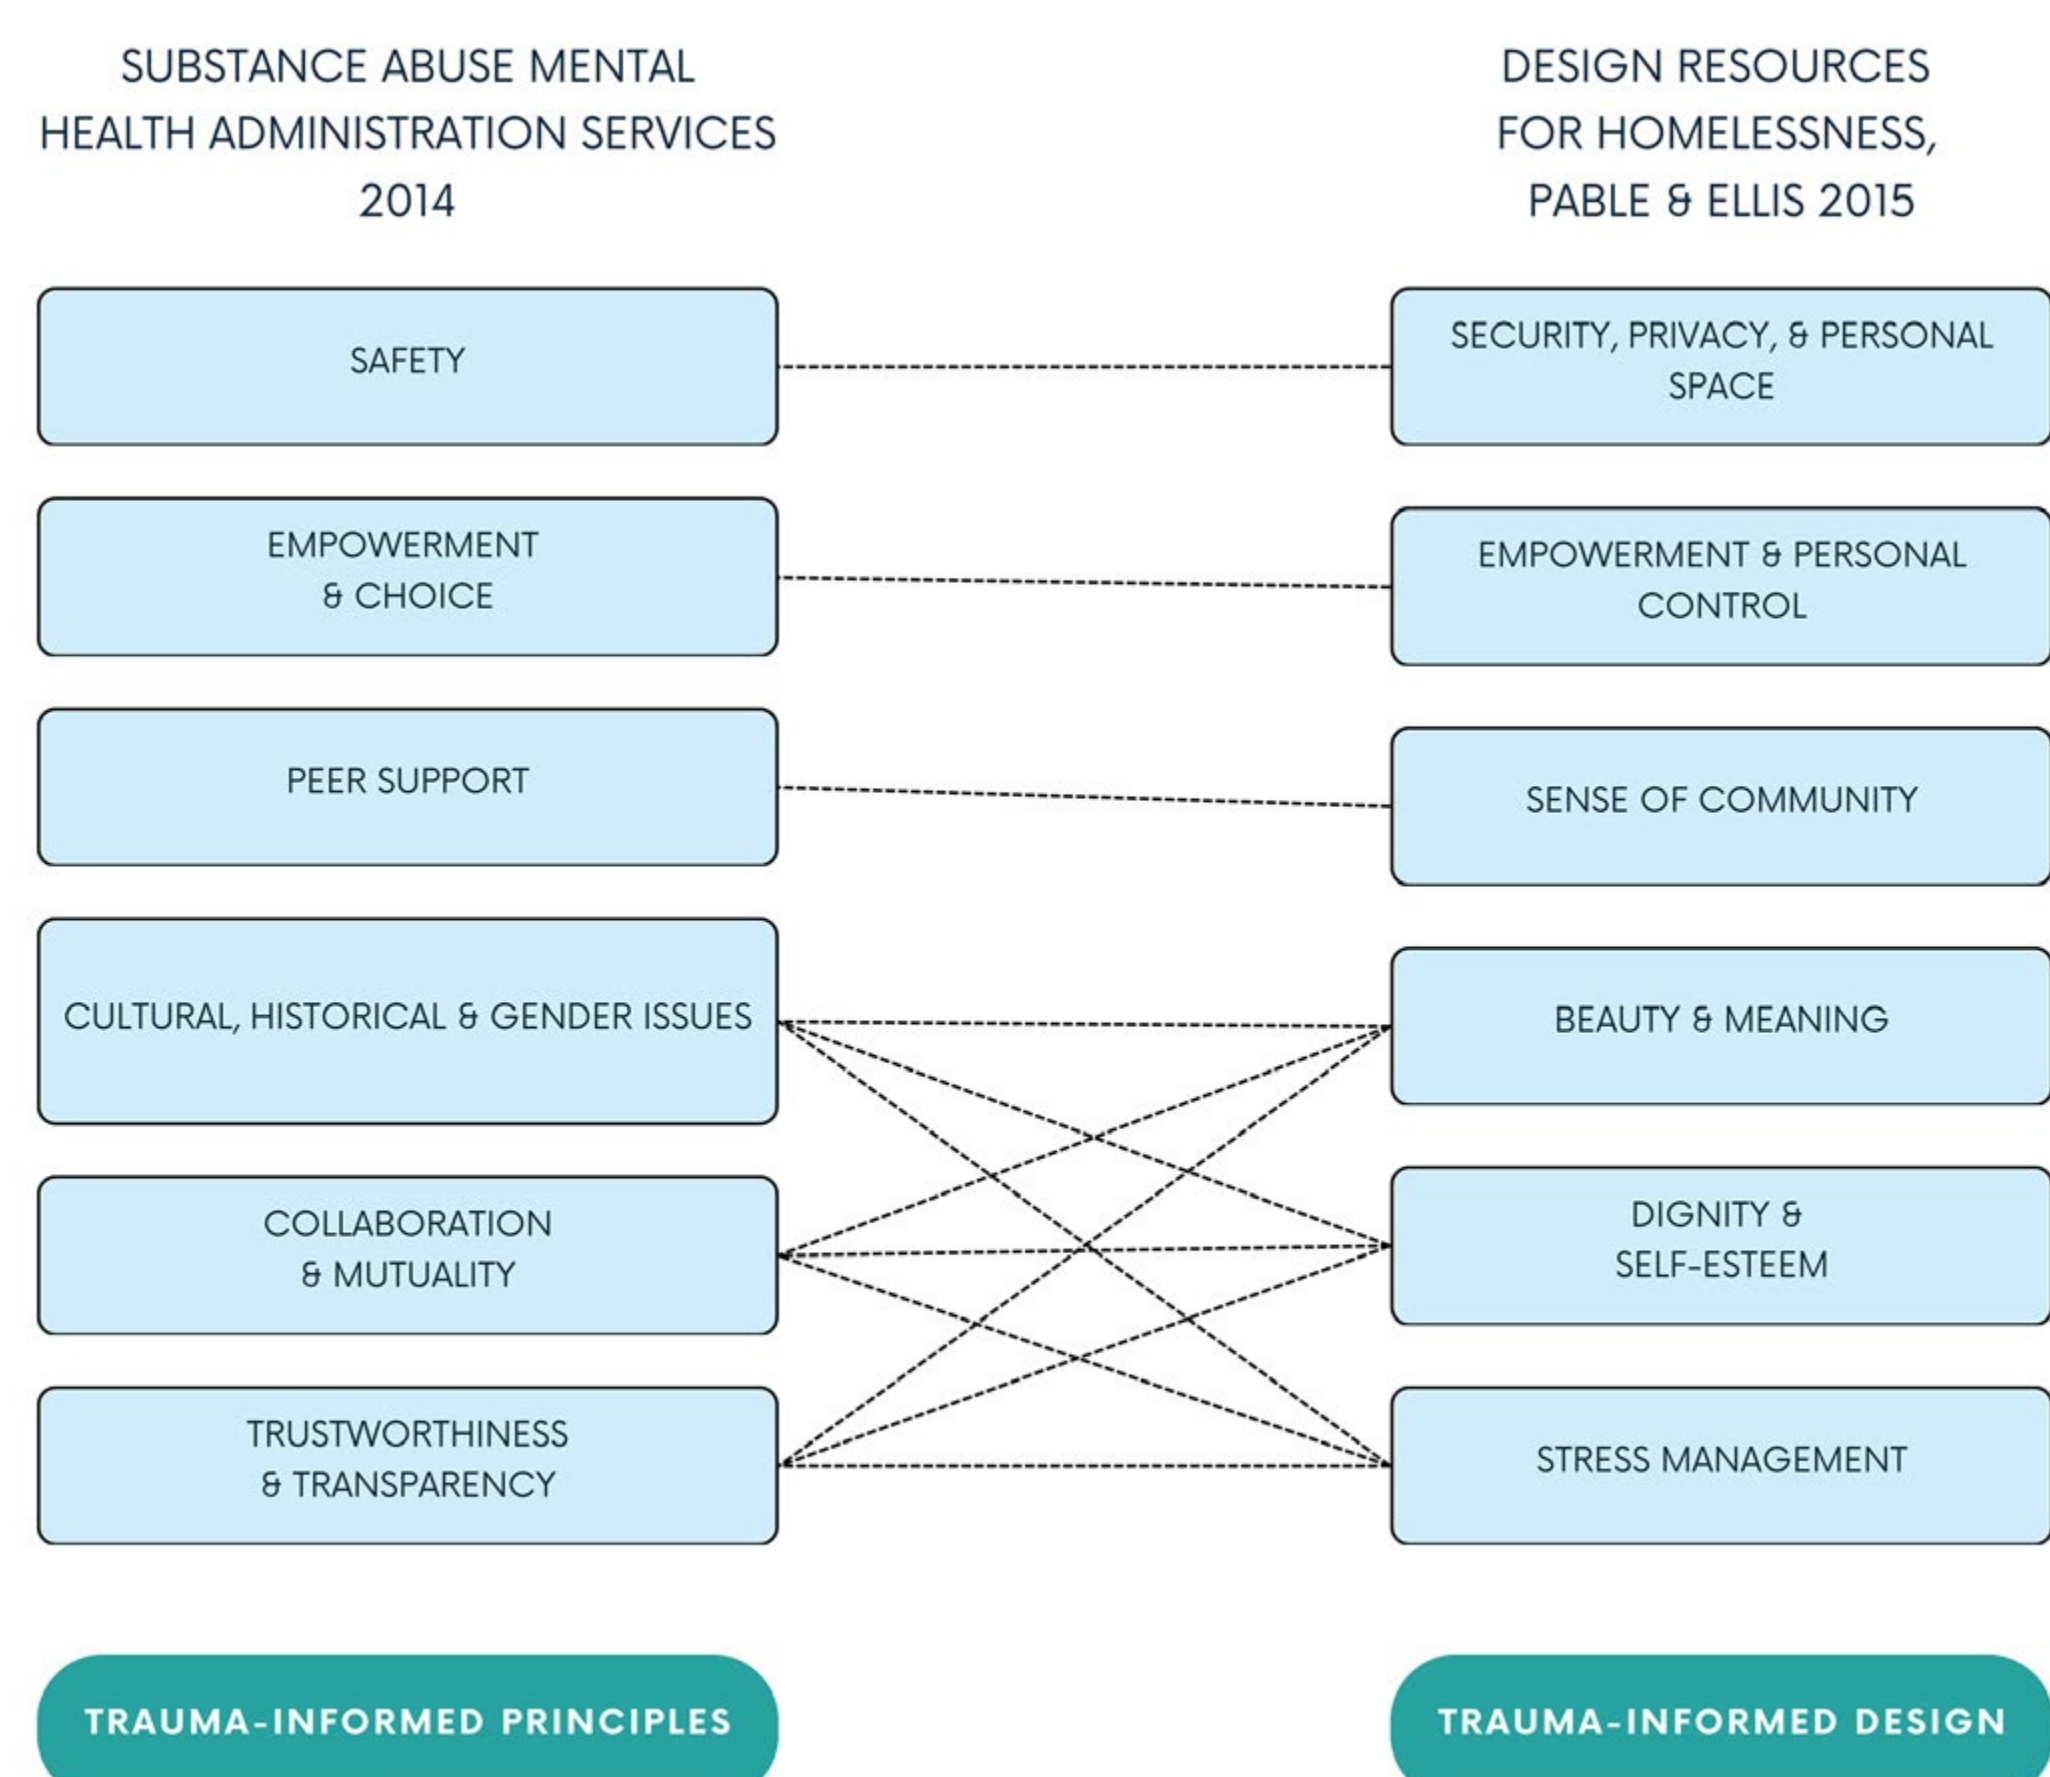 SUBSTANCE ABUSE MENTAL
HEALTH ADMINISTRATION SERVICES
2014
DESIGN RESOURCES
FOR HOMELESSNESS,
PABLE & ELLIS 2015
SAFETY
SECURITY, PRIVACY, & PERSONAL
SPACE
EMPOWERMENT
& CHOICE
EMPOWERMENT & PERSONAL
CONTROL
PEER SUPPORT
SENSE OF COMMUNITY
CULTURAL, HISTORICAL & GENDER ISSUES
BEAUTY & MEANING
COLLABORATION
& MUTUALITY
DIGNITY &
SELF-ESTEEM
TRUSTWORTHINESS
& TRANSPARENCY
STRESS MANAGEMENT
TRAUMA-INFORMED PRINCIPLES
TRAUMA-INFORMED DESIGN